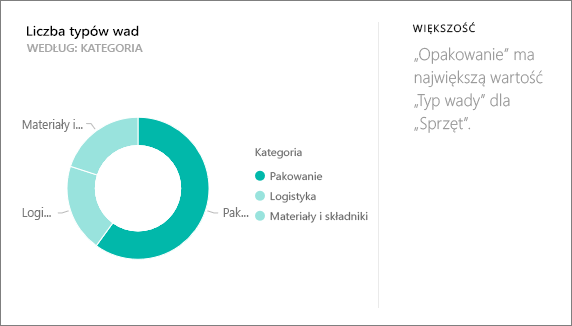 Liczba typów wad
WEDŁUG: KATEGORIA
Materiały i...
Logi...
Pak...
Kategoria
Pakowanie
Logistyka
Materiały i składniki
WIĘKSZOŚĆ
„Opakowanie” ma
największą wartość
„Typ wady” dla
„Sprzęt”.